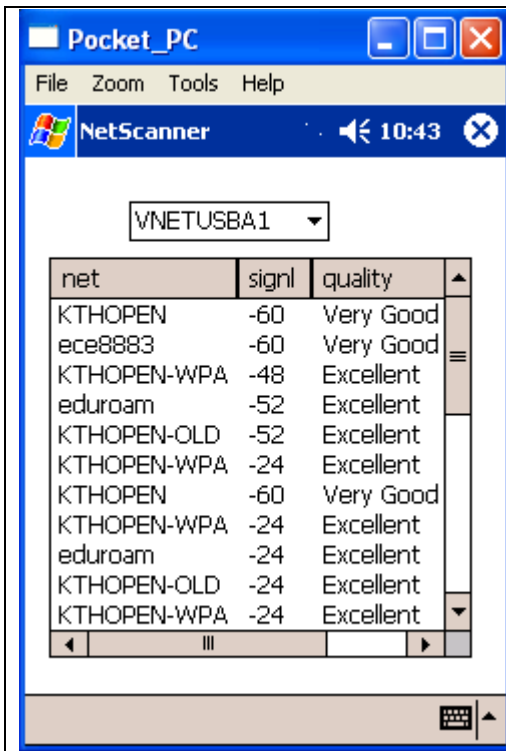 Pocket_PC
File Zoom Tools Help
NetScanner 10:43
VNETUSBA1
net signl quality
KTHOPEN -60 Very Good
ece8883 -60 Very Good
KTHOPEN-WPA -48 Excellent
eduroam -52 Excellent
KTHOPEN-OLD -52 Excellent
KTHOPEN-WPA -24 Excellent
KTHOPEN -60 Very Good
KTHOPEN-WPA -24 Excellent
eduroam -24 Excellent
KTHOPEN-OLD -24 Excellent
KTHOPEN-WPA -24 Excellent